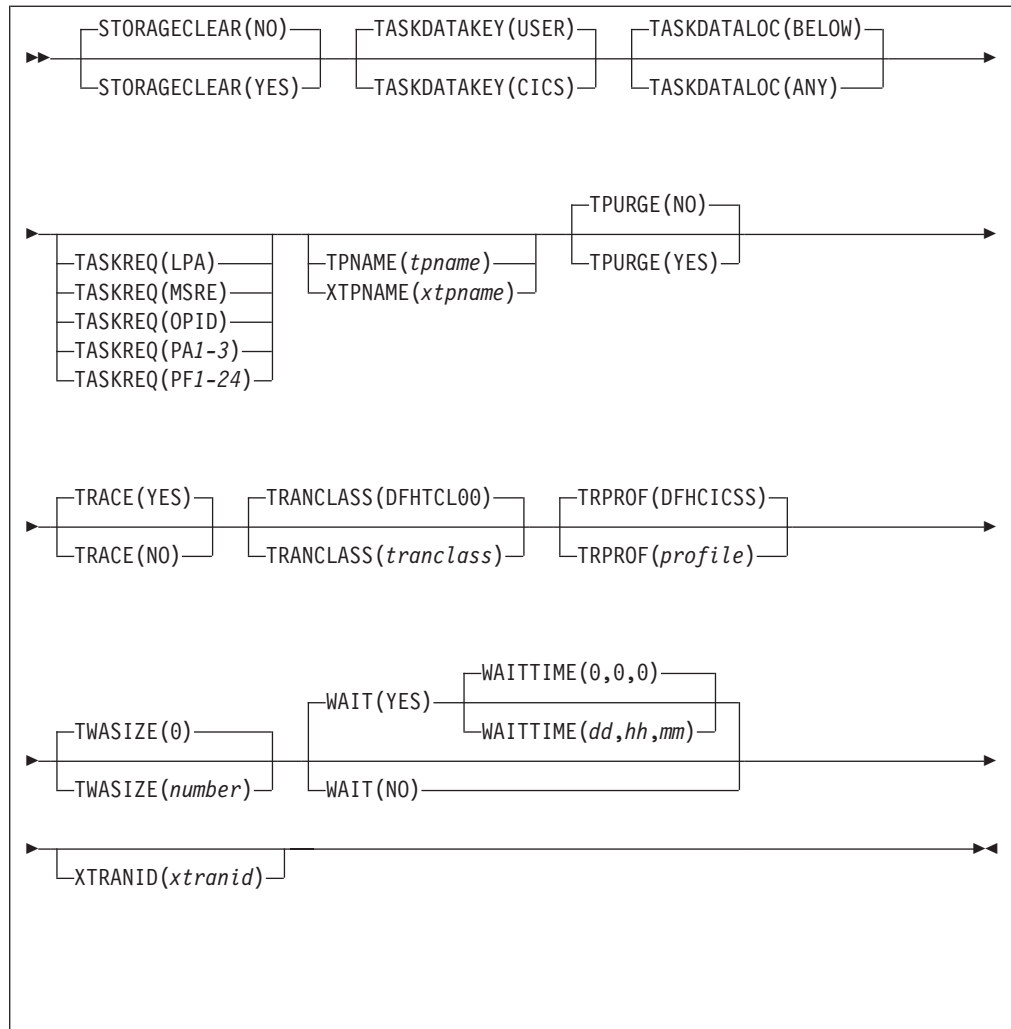 STORAGECLEAR(NO) TASKDATAKEY(USER) TASKDATALOC(BELOW)
STORAGECLEAR(YES) TASKDATAKEY(CICS) TASKDATALOC(ANY)
TPURGE(NO)
TASKREQ(LPA) TPNAME(tpname) TPURGE(YES)
TASKREQ(MSRE) XTPNAME(xtpname)
TASKREQ(OPID)
TASKREQ(PA1-3)
TASKREQ(PF1-24)
TRACE(YES) TRANCLASS(DFHTCL00) TRPROF(DFHCICSS)
TRACE(NO) TRANCLASS(tranclass) TRPROF(profile)
WAITTIME(0,0,0)
WAIT(YES)
TWASIZE(0) WAITTIME(dd,hh,mm)
TWASIZE(number) WAIT(NO)
XTRANID(xtranid)